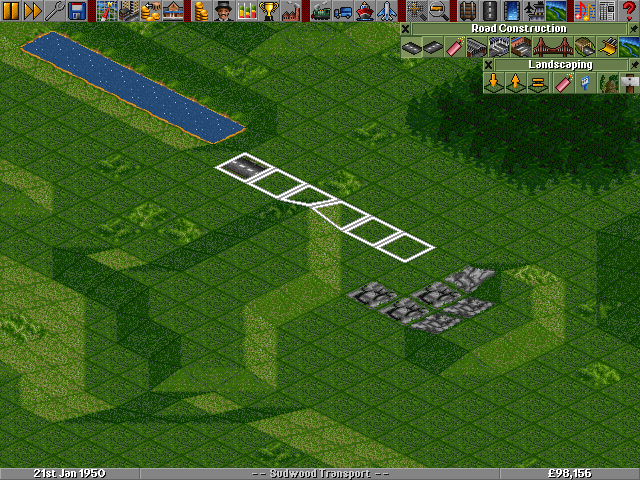 Road Construction
Landscaping
21st Jan 1950
-- Sudwood Transport --
£98,156